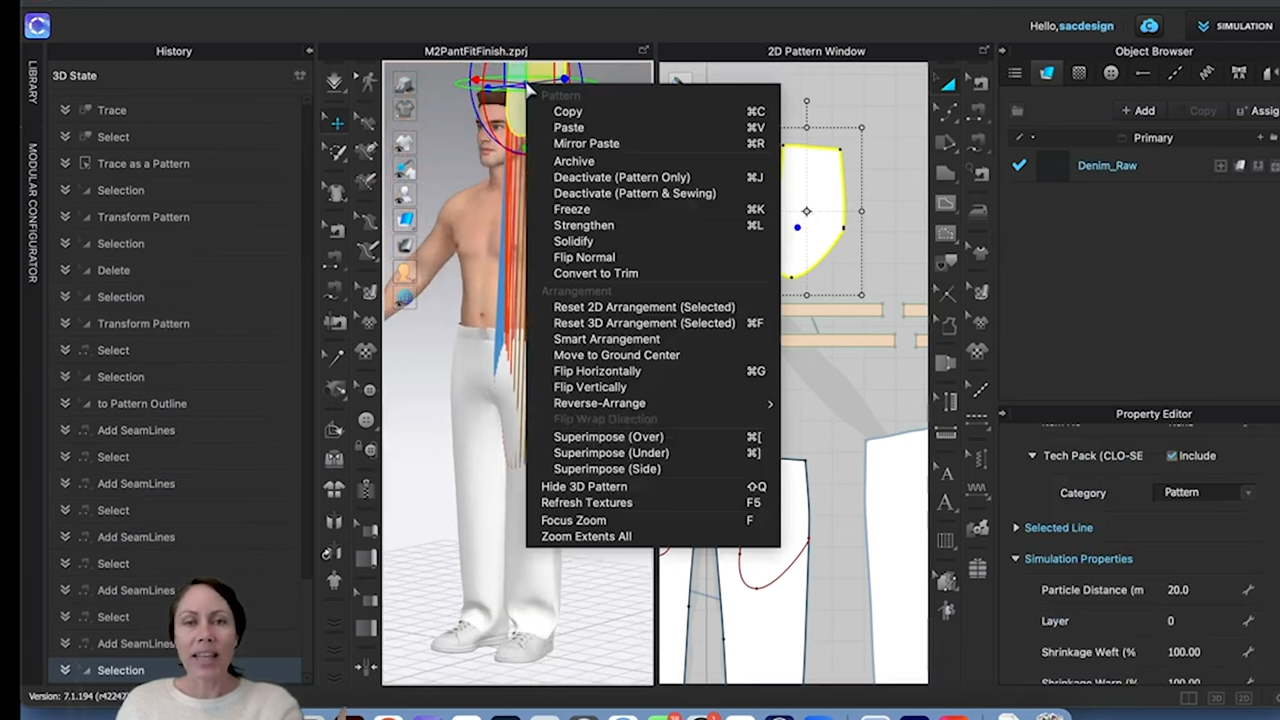 Hello,sacdesign
SIMULATION
History
M2PantFitFinish.zprj
2D Pattern Window
Object Browser
LIBRARY
MODULAR CONFIGURATOR
3D State
Trace
Select
Trace as a Pattern
Selection
Transform Pattern
Selection
Delete
Selection
Transform Pattern
Select
Selection
to Pattern Outline
Add SeamLines
Select
Add SeamLines
Select
Add SeamLines
Select
Add SeamLines
Select
Add SeamLines
Selection
Version: 7.1.194
Pattern
Copy ⌘C
Paste ⌘V
Mirror Paste ⌘R
Archive
Deactivate (Pattern Only) ⌘J
Deactivate (Pattern & Sewing)
Freeze ⌘K
Strengthen ⌘L
Solidify
Flip Normal
Convert to Trim
Arrangement
Reset 2D Arrangement (Selected)
Reset 3D Arrangement (Selected) ⌘F
Smart Arrangement
Move to Ground Center
Flip Horizontally ⌘G
Flip Vertically
Reverse-Arrange
Flip Wrap Direction
Superimpose (Over) ⌘[
Superimpose (Under) ⌘]
Superimpose (Side)
Hide 3D Pattern ⇧Q
Refresh Textures F5
Focus Zoom F
Zoom Extents All
+ Add
Copy
Primary
Denim_Raw
Property Editor
Tech Pack (CLO-SE
Include
Category
Pattern
Selected Line
Simulation Properties
Particle Distance (m 20.0
Layer 0
Shrinkage Weft (% 100.00
3D
2D